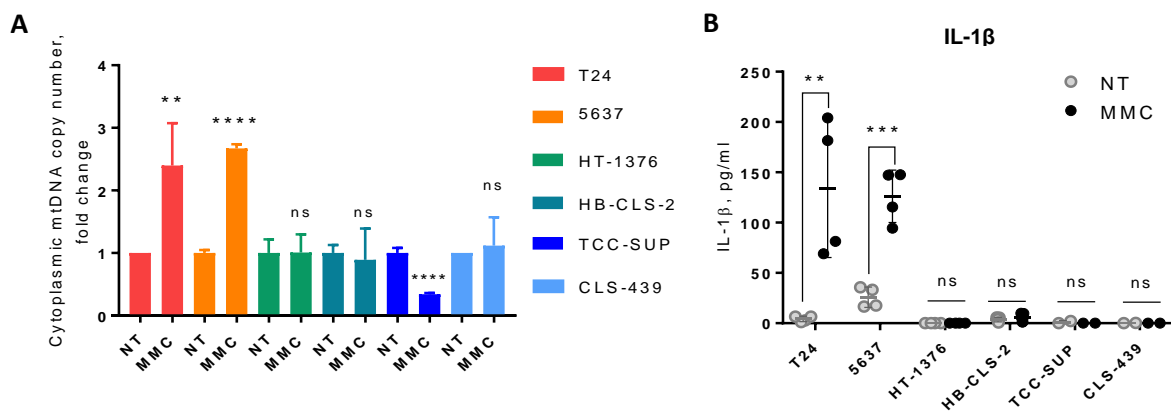 A
Cytoplasmic mtDNA copy number,
fold change
4
3
2
1
0
**
****
ns
ns
****
ns
NT
MMC
NT
MMC
NT
MMC
NT
MMC
NT
MMC
NT
MMC
T24
5637
HT-1376
HB-CLS-2
TCC-SUP
CLS-439
B
IL-1β
IL-1β, pg/ml
250
200
150
100
50
0
**
***
ns
ns
ns
ns
NT
MMC
T24
5637
HT-1376
HB-CLS-2
TCC-SUP
CLS-439